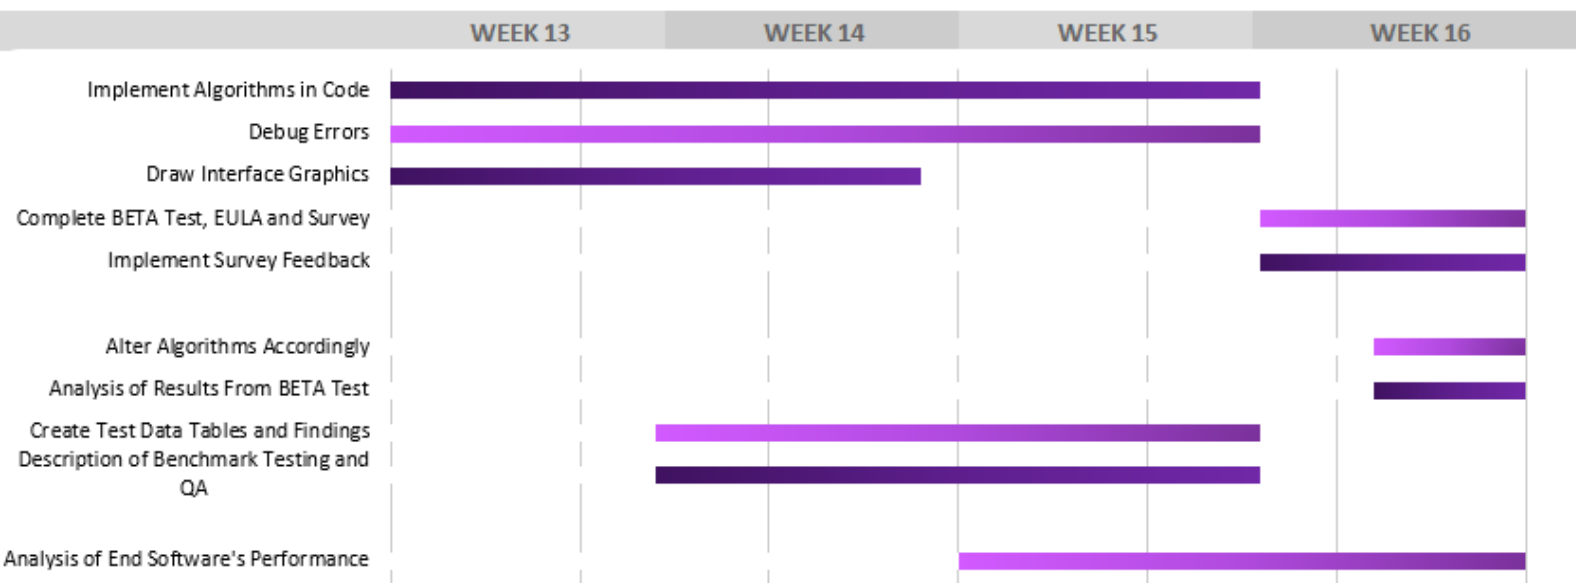 WEEK 13 WEEK 14 WEEK 15 WEEK 16
Implement Algorithms in Code
Debug Errors
Draw Interface Graphics
Complete BETA Test, EULA and Survey
Implement Survey Feedback
Alter Algorithms Accordingly
Analysis of Results From BETA Test
Create Test Data Tables and Findings
Description of Benchmark Testing and
QA
Analysis of End Software's Performance